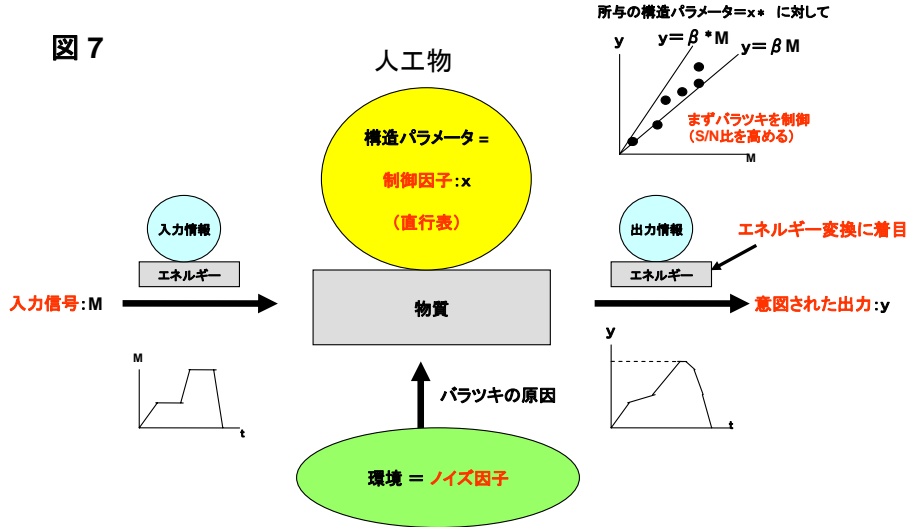 所与の構造パラメータ=x* に対して
図7
人工物
y
y=β*M
y=βM
まずバラツキを制御
(S/N比を高める)
M
構造パラメータ=
制御因子:x
(直行表)
入力情報
エネルギー
出力情報
エネルギー
エネルギー変換に着目
入力信号:M
物質
意図された出力:y
M
t
バラツキの原因
y
t
環境 = ノイズ因子